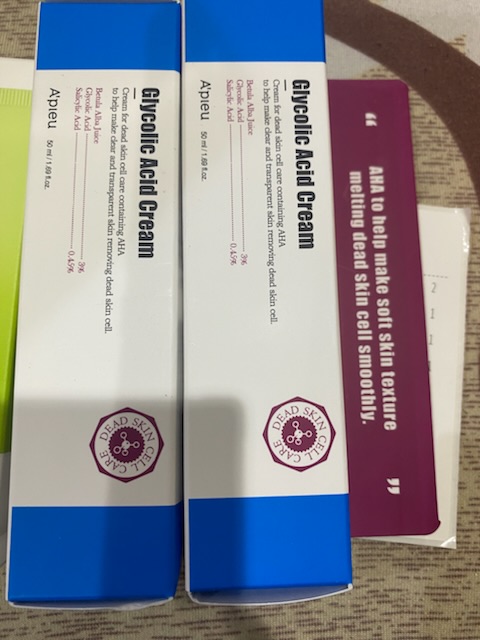 AHA to help make soft skin texture
melting dead skin cell smoothly.
Glycolic Acid Cream
Cream for dead skin cell care containing AHA
to help make clear and transparent skin removing dead skin cell.
Betula Alba Juice
Glycolic Acid 3%
Salicylic Acid 0.45%
A'PIEU 50 ml / 1.69 fl.oz.
DEAD SKIN CELL CARE
Glycolic Acid Cream
Cream for dead skin cell care containing AHA
to help make clear and transparent skin removing dead skin cell.
Betula Alba Juice
Glycolic Acid 3%
Salicylic Acid 0.45%
A'PIEU 50 ml / 1.69 fl.oz.
DEAD SKIN CELL CARE
2
1
1